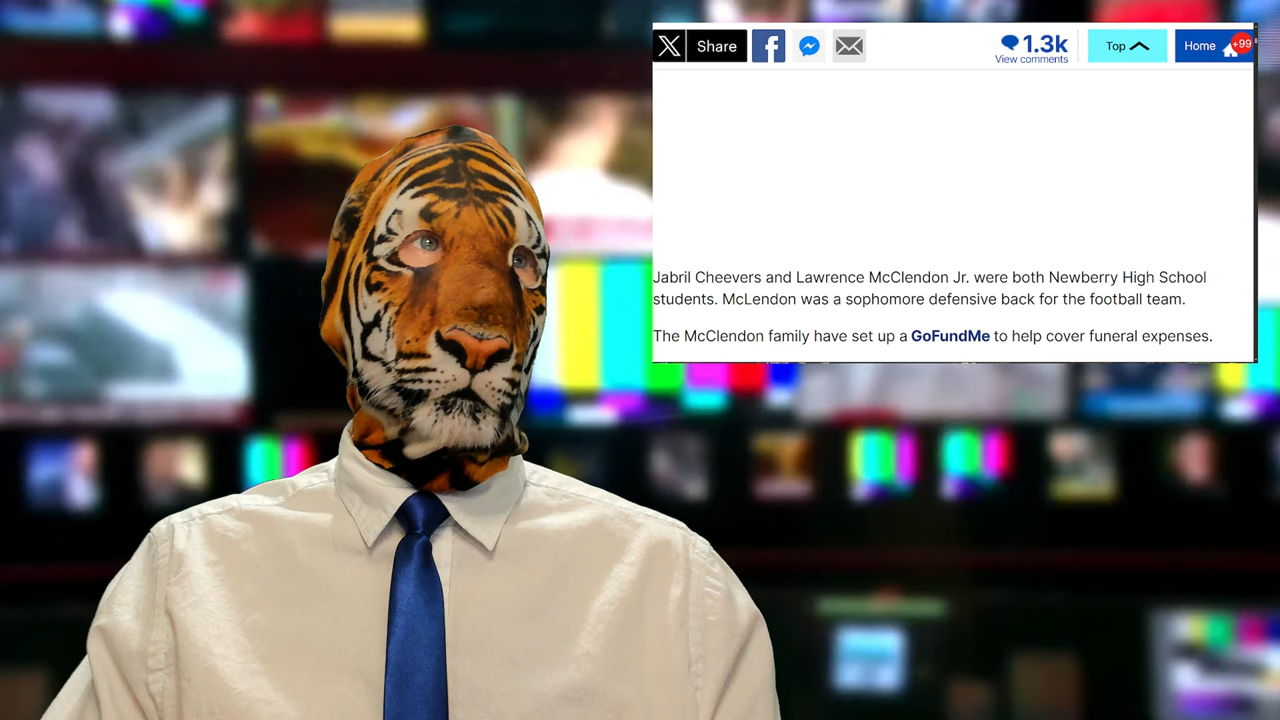 Share
1.3k
View comments
Top
Home
+99
Jabril Cheevers and Lawrence McClendon Jr. were both Newberry High School
students. McLendon was a sophomore defensive back for the football team.
The McClendon family have set up a GoFundMe to help cover funeral expenses.